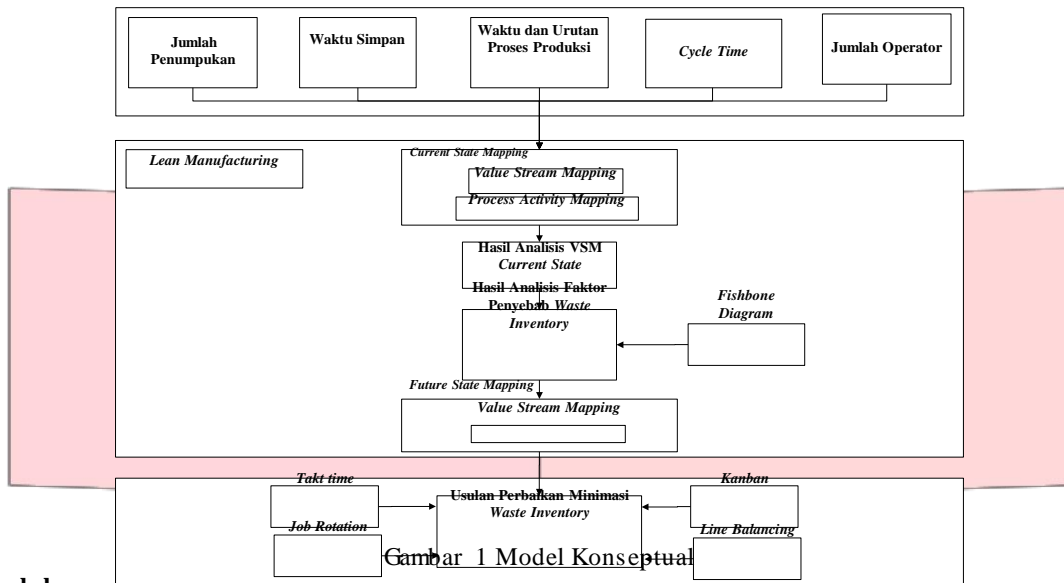 Jumlah
Penumpukan
Waktu Simpan
Waktu dan Urutan
Proses Produksi
Cycle Time
Jumlah Operator
Lean Manufacturing
Current State Mapping
Value Stream Mapping
Process Activity Mapping
Hasil Analisis VSM
Current State
Hasil Analisis Faktor
Penyebab Waste
Inventory
Fishbone
Diagram
Future State Mapping
Value Stream Mapping
Takt time
Usulan Perbaikan Minimasi
Waste Inventory
Kanban
Job Rotation
Line Balancing
Gambar 1 Model Konseptual